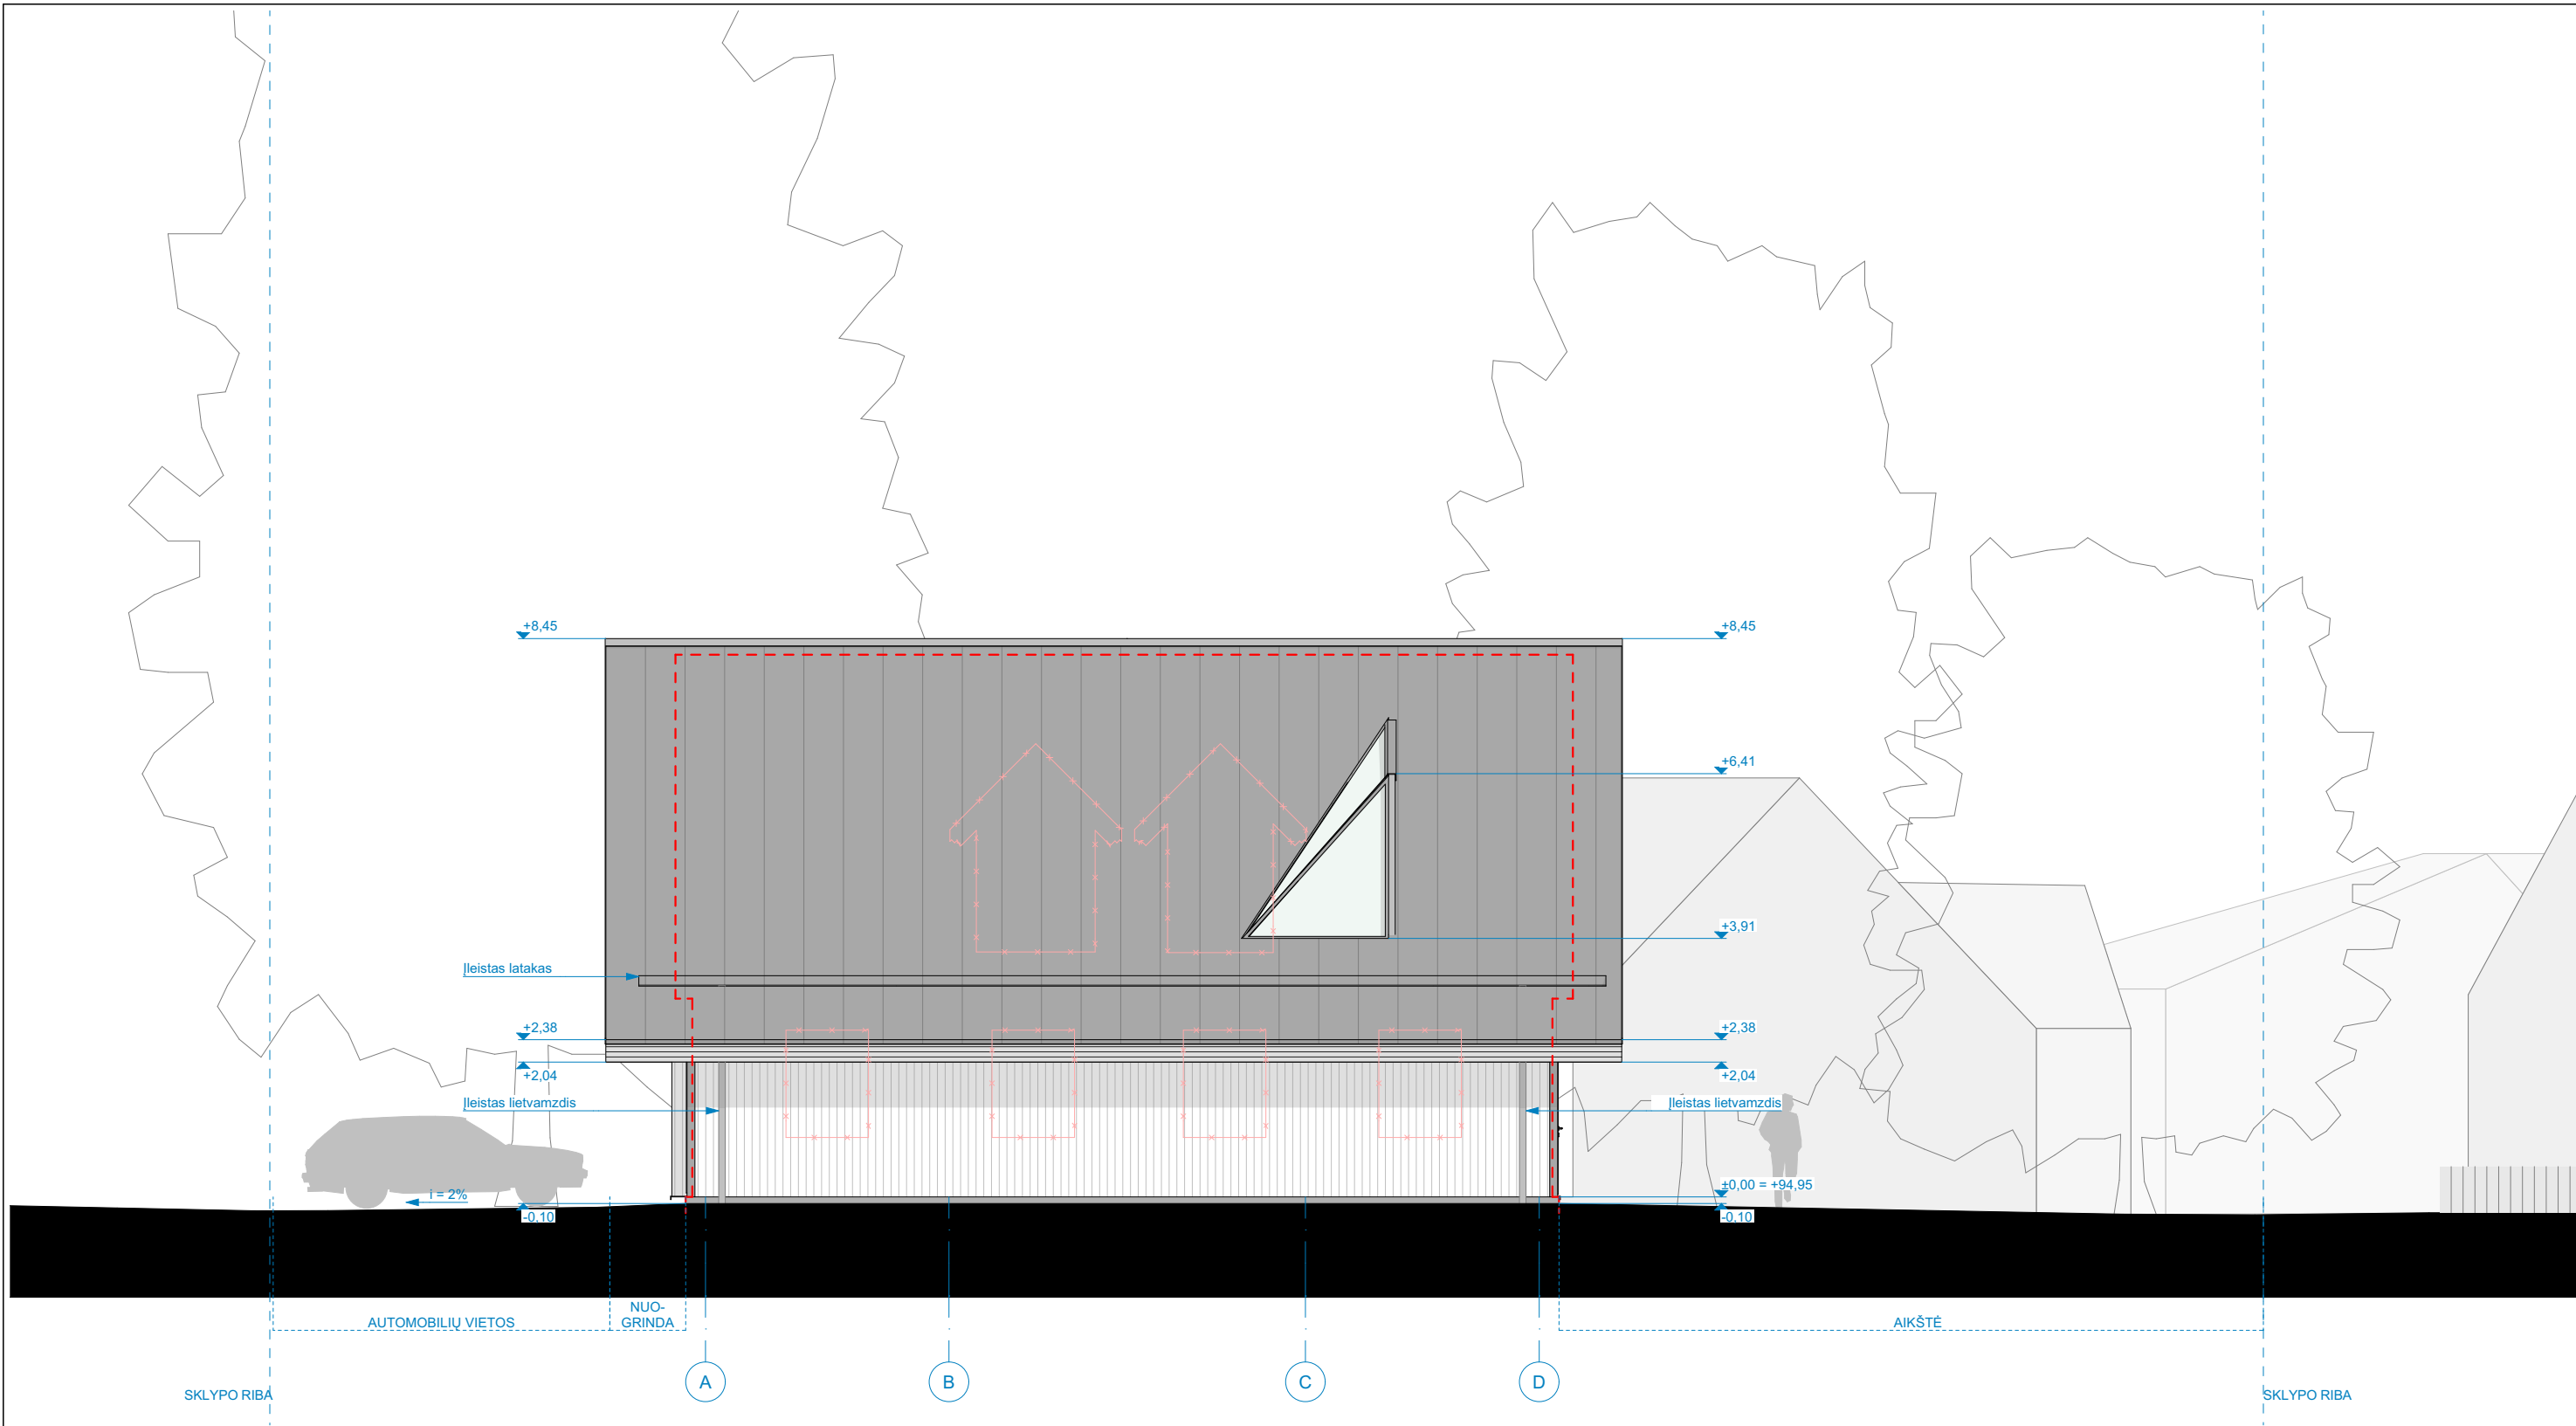 +8,45
+8,45
+6,41
+3,91
Įleistas latakas
+2,38
+2,38
+2,04
+2,04
Įleistas lietvamzdis
Įleistas lietvamzdis
i = 2%
±0,00 = +94,95
-0,10
-0,10
NUO-
GRINDA
AUTOMOBILIŲ VIETOS
AIKŠTĖ
A
B
C
D
SKLYPO RIBA
SKLYPO RIBA